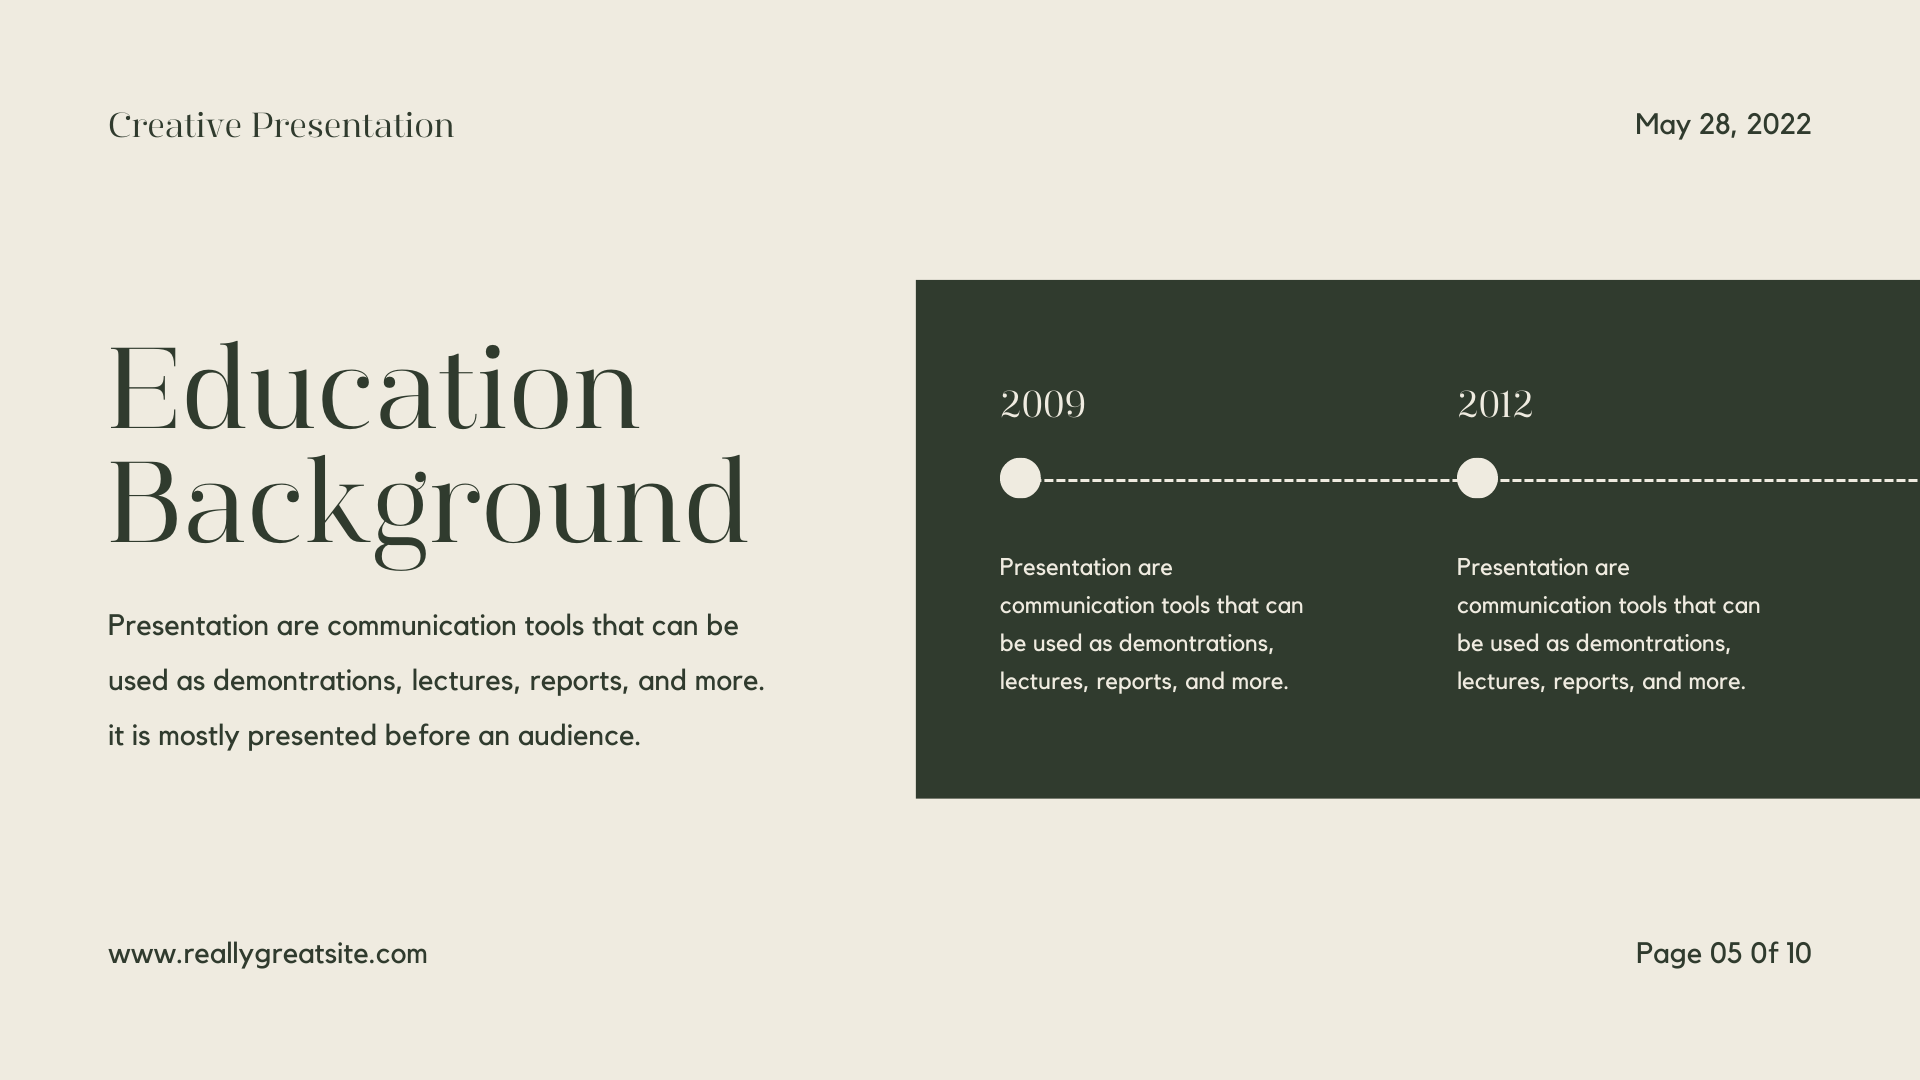 Creative Presentation
May 28, 2022
Education
Background
Presentation are communication tools that can be
used as demontrations, lectures, reports, and more.
it is mostly presented before an audience.
2009
Presentation are
communication tools that can
be used as demontrations,
lectures, reports, and more.
2012
Presentation are
communication tools that can
be used as demontrations,
lectures, reports, and more.
www.reallygreatsite.com
Page 05 0f 10